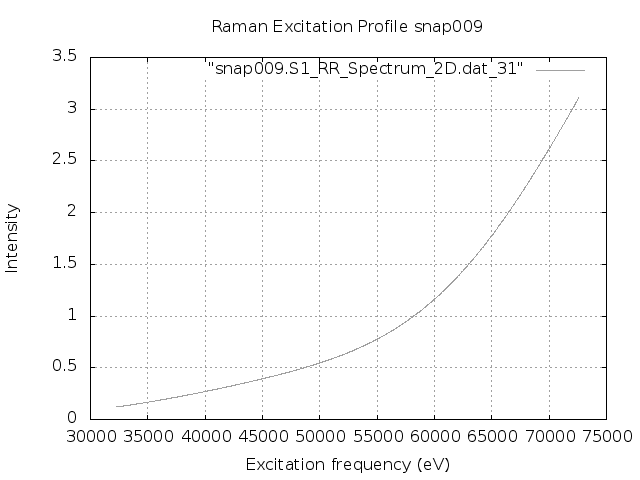 Raman Excitation Profile snap009
"snap009.S1_RR_Spectrum_2D.dat_31"
3.5
3
2.5
2
1.5
1
0.5
0
Intensity
30000 35000 40000 45000 50000 55000 60000 65000 70000 75000
Excitation frequency (eV)